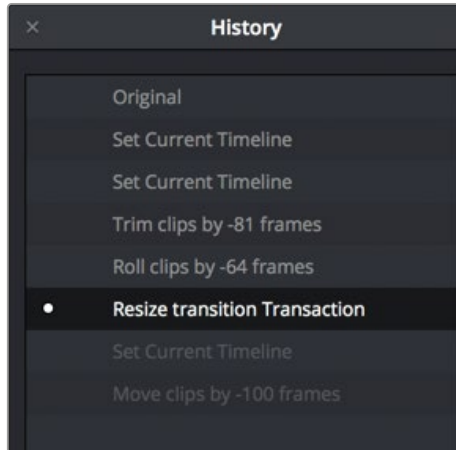 History
Original
Set Current Timeline
Set Current Timeline
Trim clips by -81 frames
Roll clips by -64 frames
Resize transition Transaction
Set Current Timeline
Move clips by -100 frames